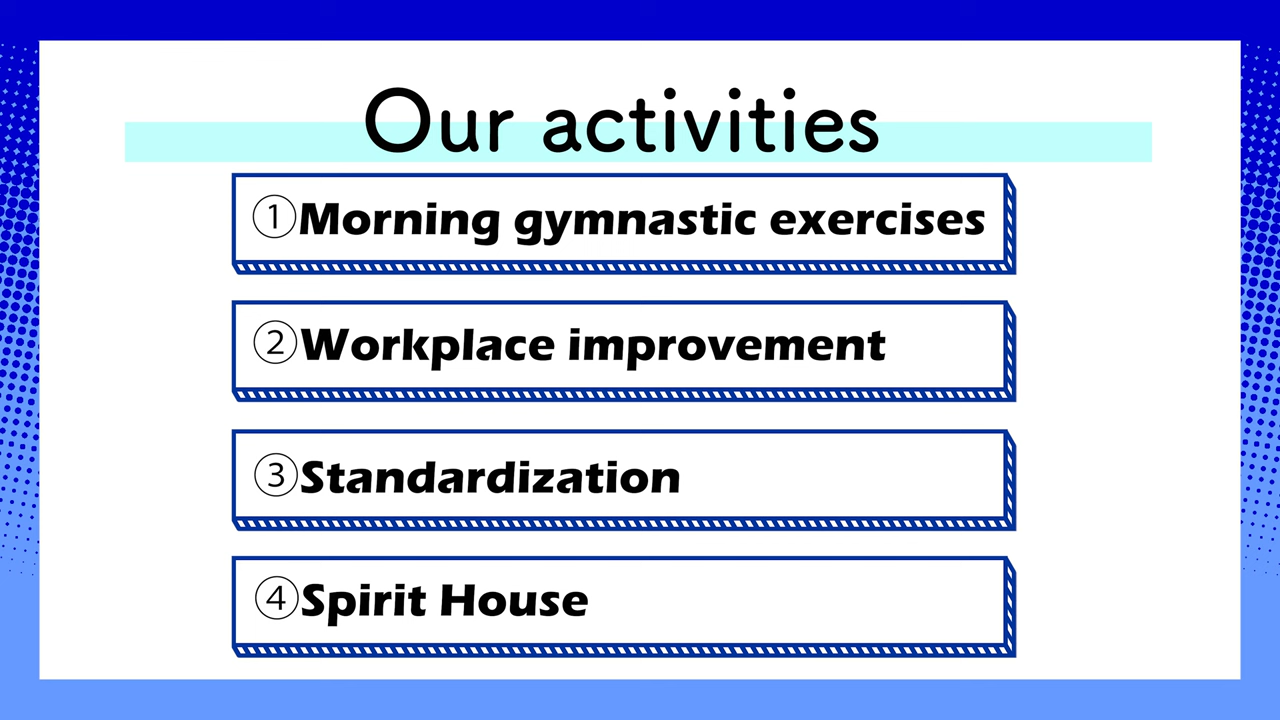 Our activities
①Morning gymnastic exercises
②Workplace improvement
③Standardization
④Spirit House